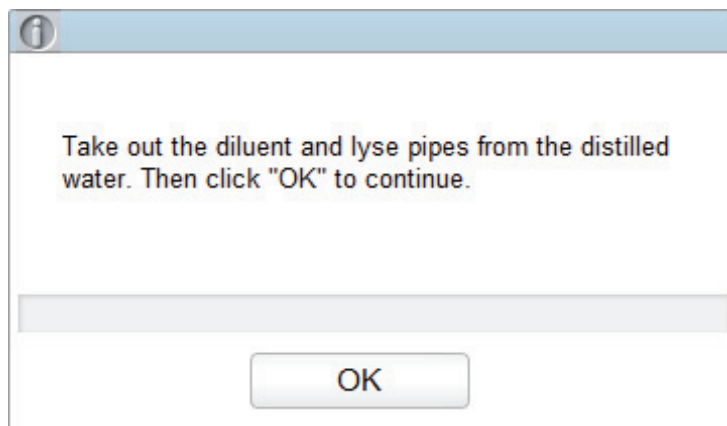 Take out the diluent and lyse pipes from the distilled
water. Then click "OK" to continue.
OK